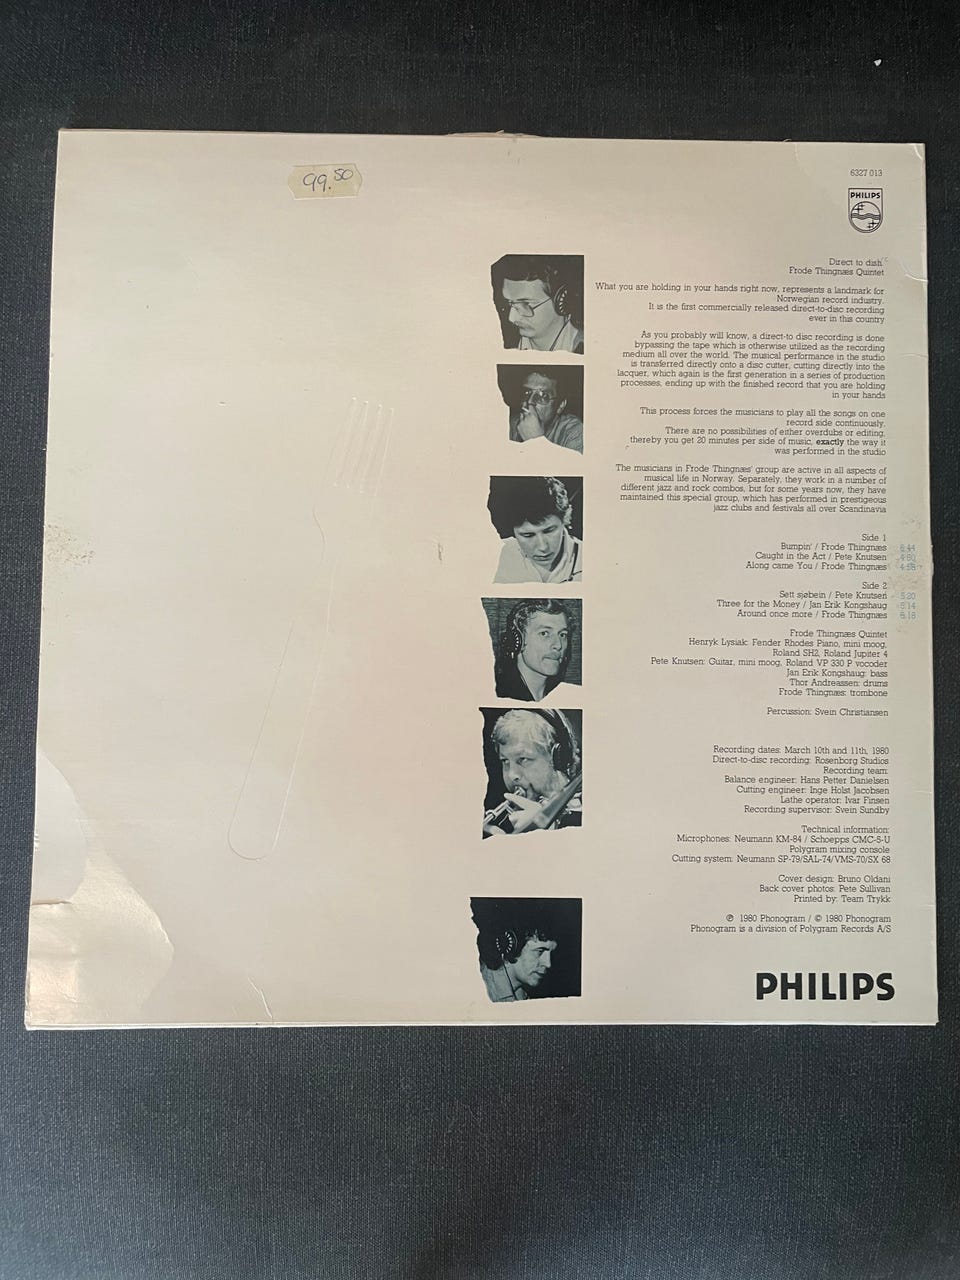 99.50
6327 013
PHILIPS
Direct to dish
Frode Thingnæs Quintet
What you are holding in your hands right now, represents a landmark for
Norwegian record industry.
It is the first commercially released direct-to-disc recording
ever in this country
As you probably will know, a direct-to disc recording is done
bypassing the tape which is otherwise utilized as the recording
medium all over the world. The musical performance in the studio
is transferred directly onto a disc cutter, cutting directly into the
lacquer, which again is the first generation in a series of production
processes, ending up with the finished record that you are holding
in your hands
This process forces the musicians to play all the songs on one
record side continuously.
There are no possibilities of either overdubs or editing,
thereby you get 20 minutes per side of music, exactly the way it
was performed in the studio
The musicians in Frode Thingnæs' group are active in all aspects of
musical life in Norway. Separately, they work in a number of
different jazz and rock combos, but for some years now, they have
maintained this special group, which has performed in prestigeous
jazz clubs and festivals all over Scandinavia
Side 1
Bumpin' / Frode Thingnæs 6:44
Caught in the Act / Pete Knutsen
Along came You / Frode Thingnæs 4:58
Side 2
Sett sjøbein / Pete Knutsen 5:20
Three for the Money / Jan Erik Kongshaug 5:14
Around once more / Frode Thingnæs 6:18
Frode Thingnæs Quintet
Henryk Lysiak: Fender Rhodes Piano, mini moog,
Roland SH2, Roland Jupiter 4
Pete Knutsen: Guitar, mini moog, Roland VP 330 P vocoder
Jan Erik Kongshaug: bass
Thor Andreassen: drums
Frode Thingnæs: trombone
Percussion: Svein Christiansen
Recording dates: March 10th and 11th, 1980
Direct-to-disc recording: Rosenborg Studios
Recording team:
Balance engineer: Hans Petter Danielsen
Cutting engineer: Inge Holst Jacobsen
Lathe operator: Ivar Finsen
Recording supervisor: Svein Sundby
Technical information:
Microphones: Neumann KM-84 / Schoepps CMC-5-U
Polygram mixing console
Cutting system: Neumann SP-79/SAL-74/VMS-70/SX 68
Cover design: Bruno Oldani
Back cover photos: Pete Sullivan
Printed by: Team Trykk
℗ 1980 Phonogram / © 1980 Phonogram
Phonogram is a division of Polygram Records A/S
PHILIPS